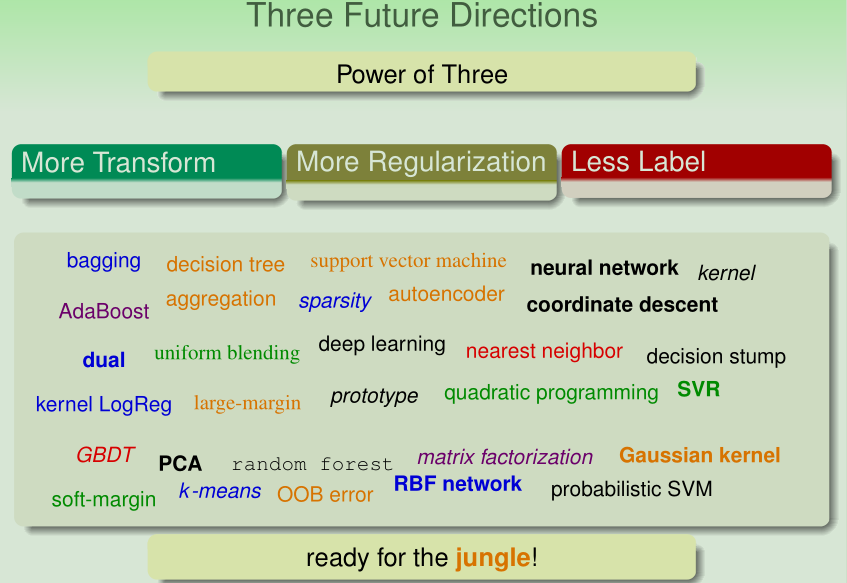 Three Future Directions
Power of Three
More Transform More Regularization Less Label
bagging decision tree support vector machine neural network kernel
AdaBoost aggregation sparsity autoencoder coordinate descent
dual uniform blending deep learning nearest neighbor decision stump
kernel LogReg large-margin prototype quadratic programming SVR
GBDT PCA random forest matrix factorization Gaussian kernel
soft-margin k-means OOB error RBF network probabilistic SVM
ready for the jungle!